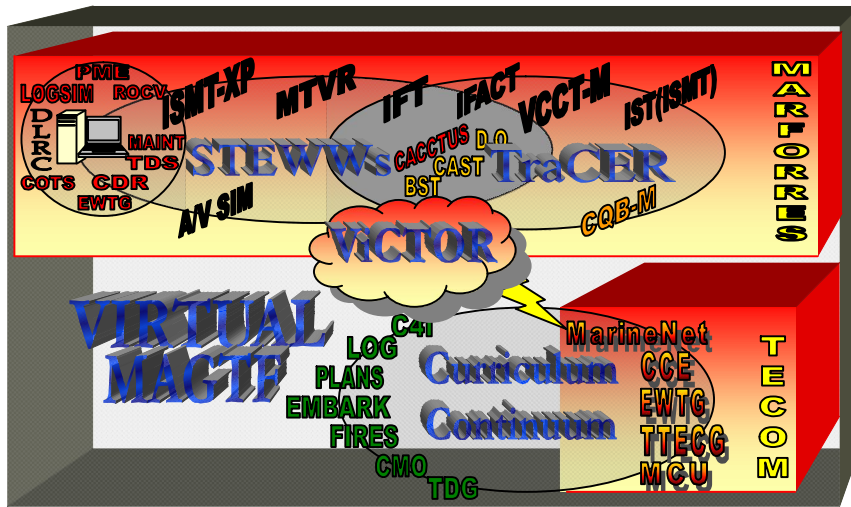 PME
LOGSIM
ROCV
DIRC
MAINT
TDS
COTS
CDR
EWTG
ISMT-XP
MTVR
IFT
IFACT
VCCT-M
IST(ISMT)
STEWWs
CACCTUS
D.O
CAST
BST
TraCER
A/V SIM
CQB-M
MARFORRES
ViCTOR
VIRTUAL
MAGTF
C4I
LOG
PLANS
EMBARK
FIRES
CMO
TDG
Curriculum
Continuum
MarineNet
CCE
EWTG
TTECG
MCU
TECOM